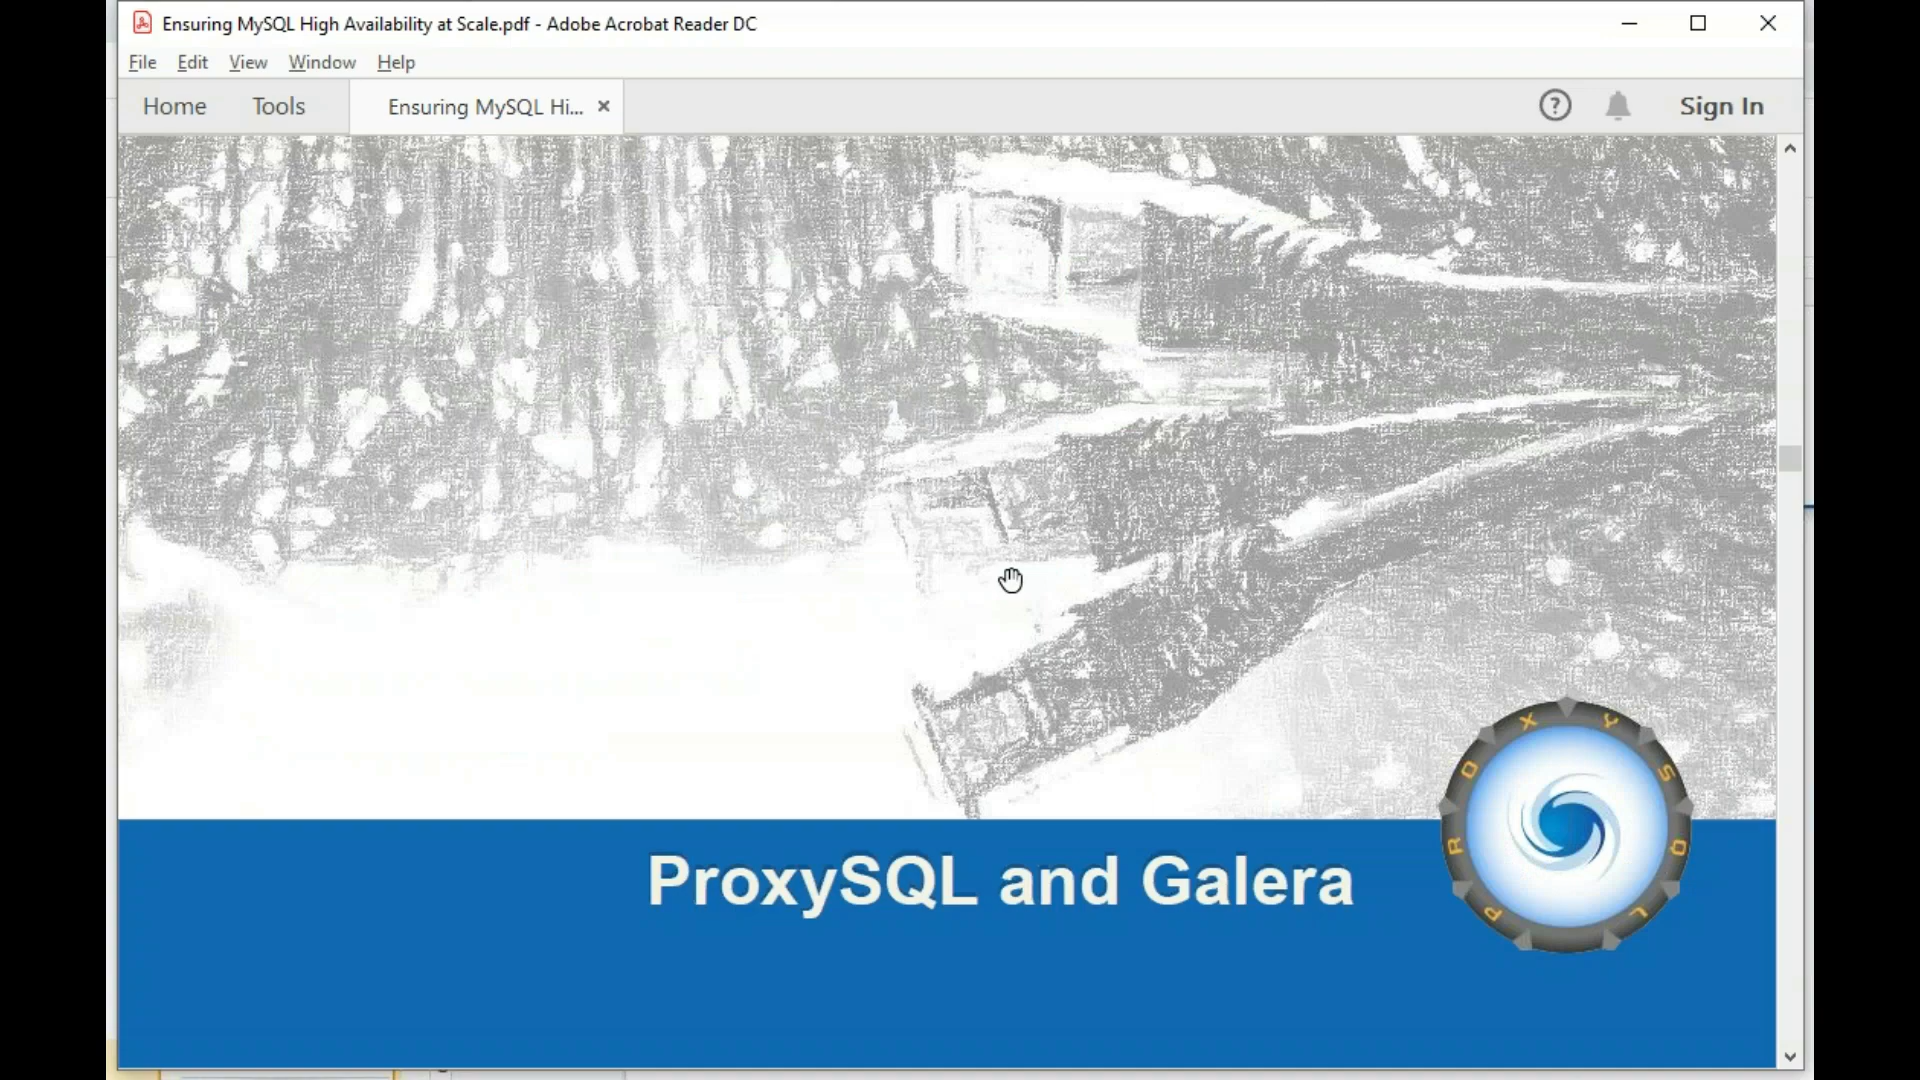 Ensuring MySQL High Availability at Scale.pdf - Adobe Acrobat Reader DC
File Edit View Window Help
Home Tools Ensuring MySQL Hi... Sign In
ProxySQL and Galera
PROXYSQL